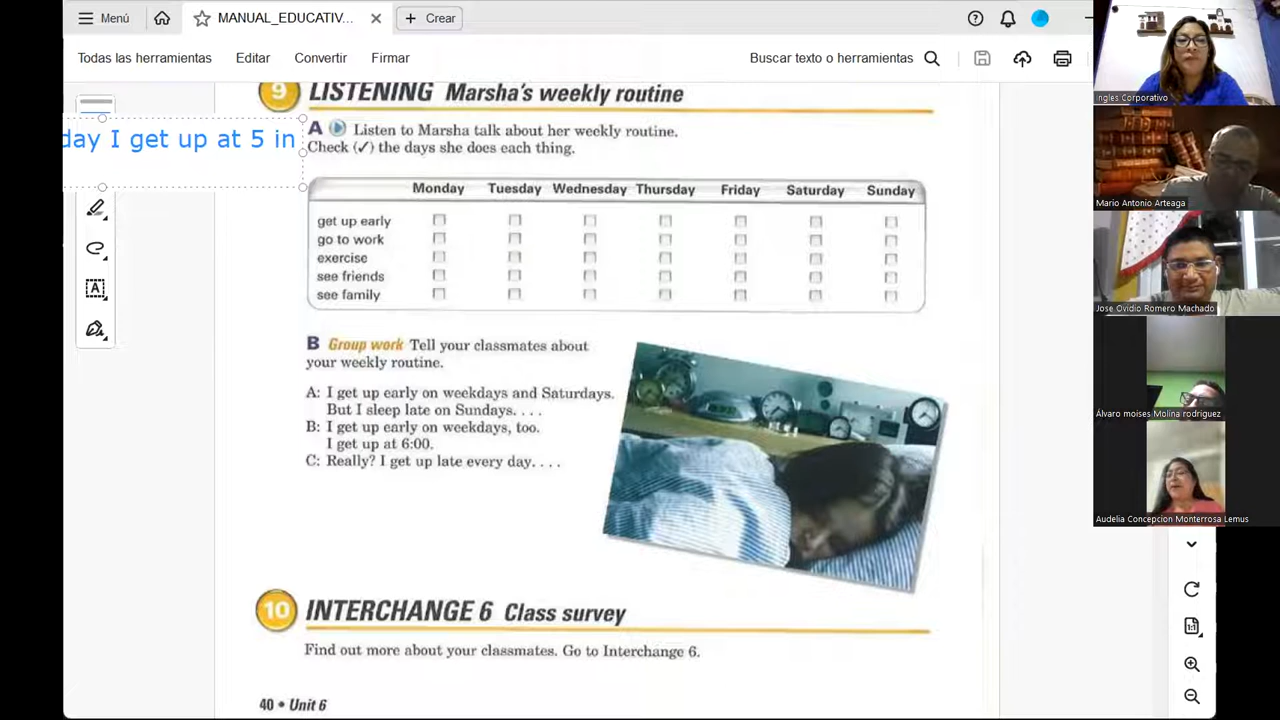 Menú
MANUAL_EDUCATIV...
Crear
Todas las herramientas
Editar
Convertir
Firmar
Buscar texto o herramientas
9 LISTENING Marsha's weekly routine
day I get up at 5 in
A Listen to Marsha talk about her weekly routine.
Check (✓) the days she does each thing.
Monday Tuesday Wednesday Thursday Friday Saturday Sunday
get up early
go to work
exercise
see friends
see family
B Group work Tell your classmates about
your weekly routine.
A: I get up early on weekdays and Saturdays.
But I sleep late on Sundays. . . .
B: I get up early on weekdays, too.
I get up at 6:00.
C: Really? I get up late every day. . . .
10 INTERCHANGE 6 Class survey
Find out more about your classmates. Go to Interchange 6.
40 • Unit 6
Ingles Corporativo
Mario Antonio Arteaga
Jose Ovidio Romero Machado
Álvaro moises Molina rodriguez
Audelia Concepcion Monterrosa Lemus